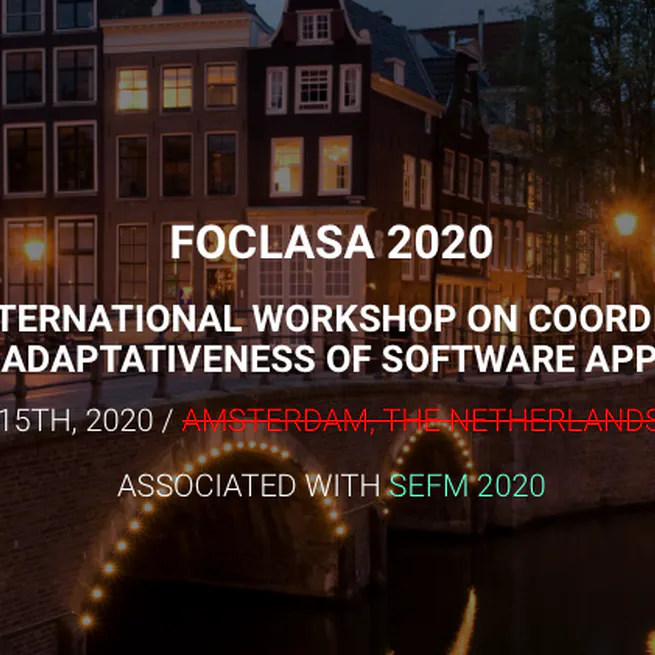 FOCLASA 2020
TERNATIONAL WORKSHOP ON COORD
ADAPTATIVENESS OF SOFTWARE APP
15TH, 2020 / AMSTERDAM, THE NETHERLANDS
ASSOCIATED WITH SEFM 2020